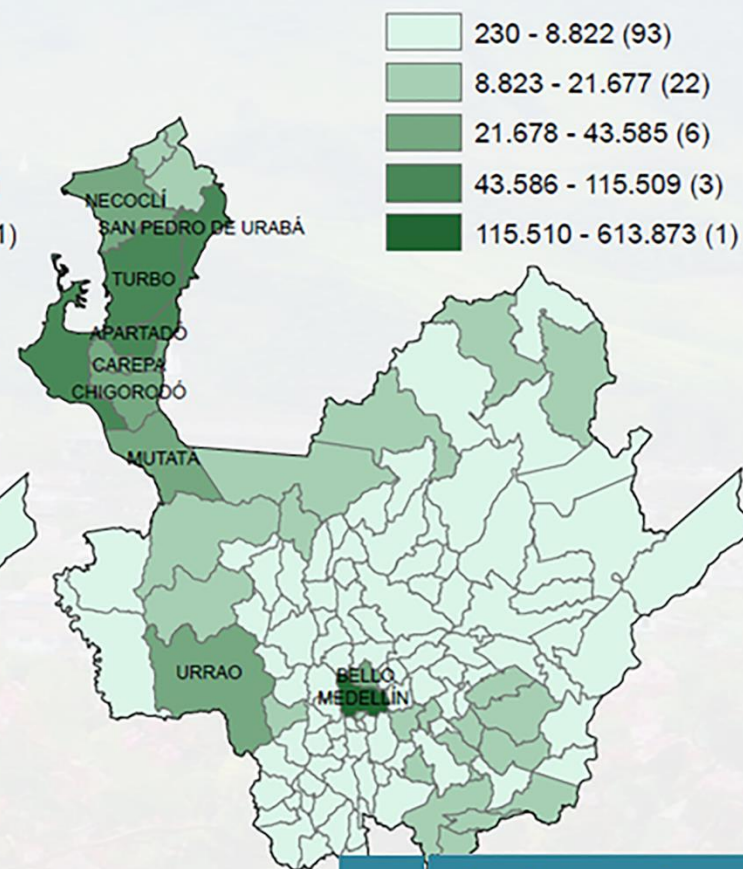 230 - 8.822 (93)
8.823 - 21.677 (22)
21.678 - 43.585 (6)
43.586 - 115.509 (3)
115.510 - 613.873 (1)
1)
NECOCLÍ
SAN PEDRO DE URABÁ
TURBO
APARTADÓ
CAREPA
CHIGORODÓ
MUTATÁ
URRAO
BELLO
MEDELLÍN